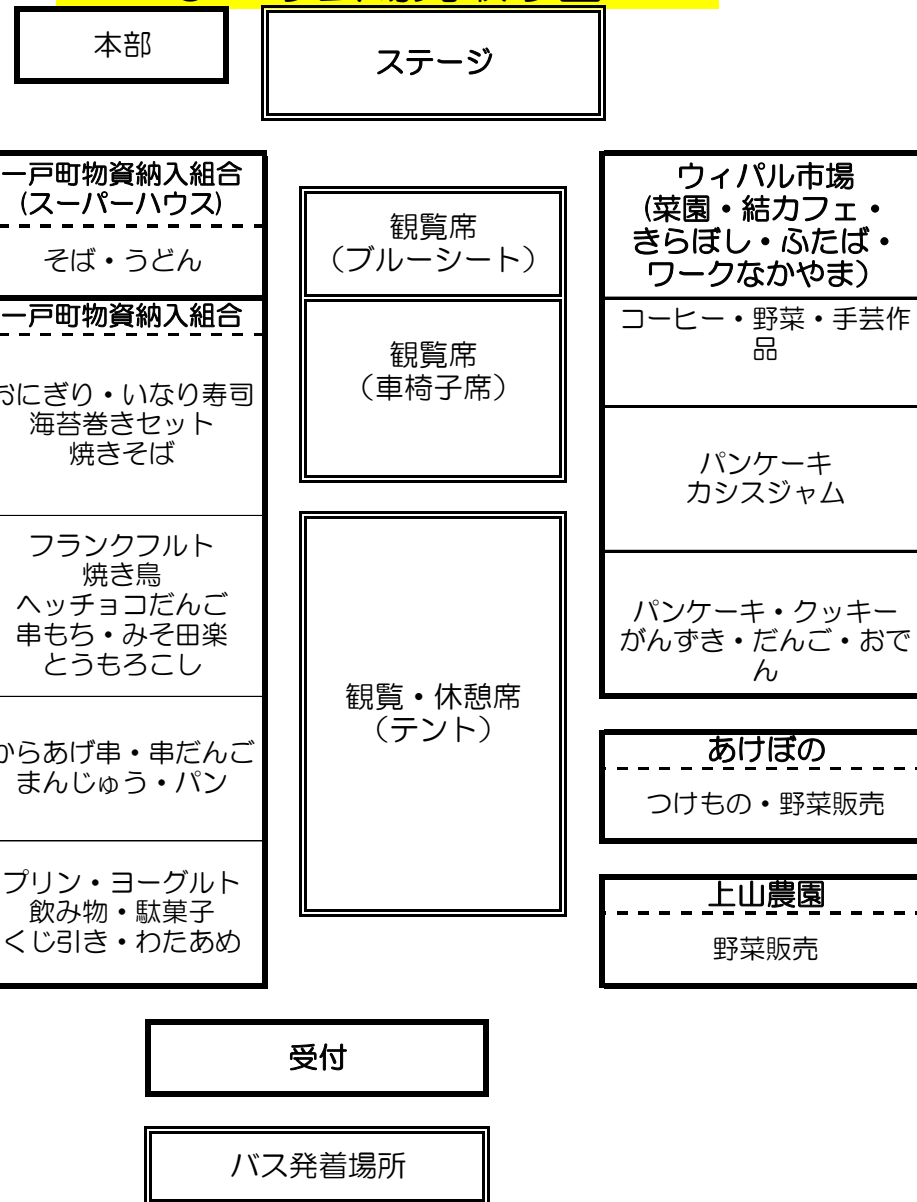 本部
ステージ
一戸町物資納入組合
(スーパーハウス)
そば・うどん
一戸町物資納入組合
おにぎり・いなり寿司
海苔巻きセット
焼きそば
フランクフルト
焼き鳥
ヘッチョコだんご
串もち・みそ田楽
とうもろこし
からあげ串・串だんご
まんじゅう・パン
プリン・ヨーグルト
飲み物・駄菓子
くじ引き・わたあめ
観覧席
（ブルーシート）
観覧席
（車椅子席）
観覧・休憩席
（テント）
ウィパル市場
(菜園・結カフェ・
きらぼし・ふたば・
ワークなかやま）
コーヒー・野菜・手芸作
品
パンケーキ
カシスジャム
パンケーキ・クッキー
がんずき・だんご・おで
ん
あけぼの
つけもの・野菜販売
上山農園
野菜販売
受付
バス発着場所